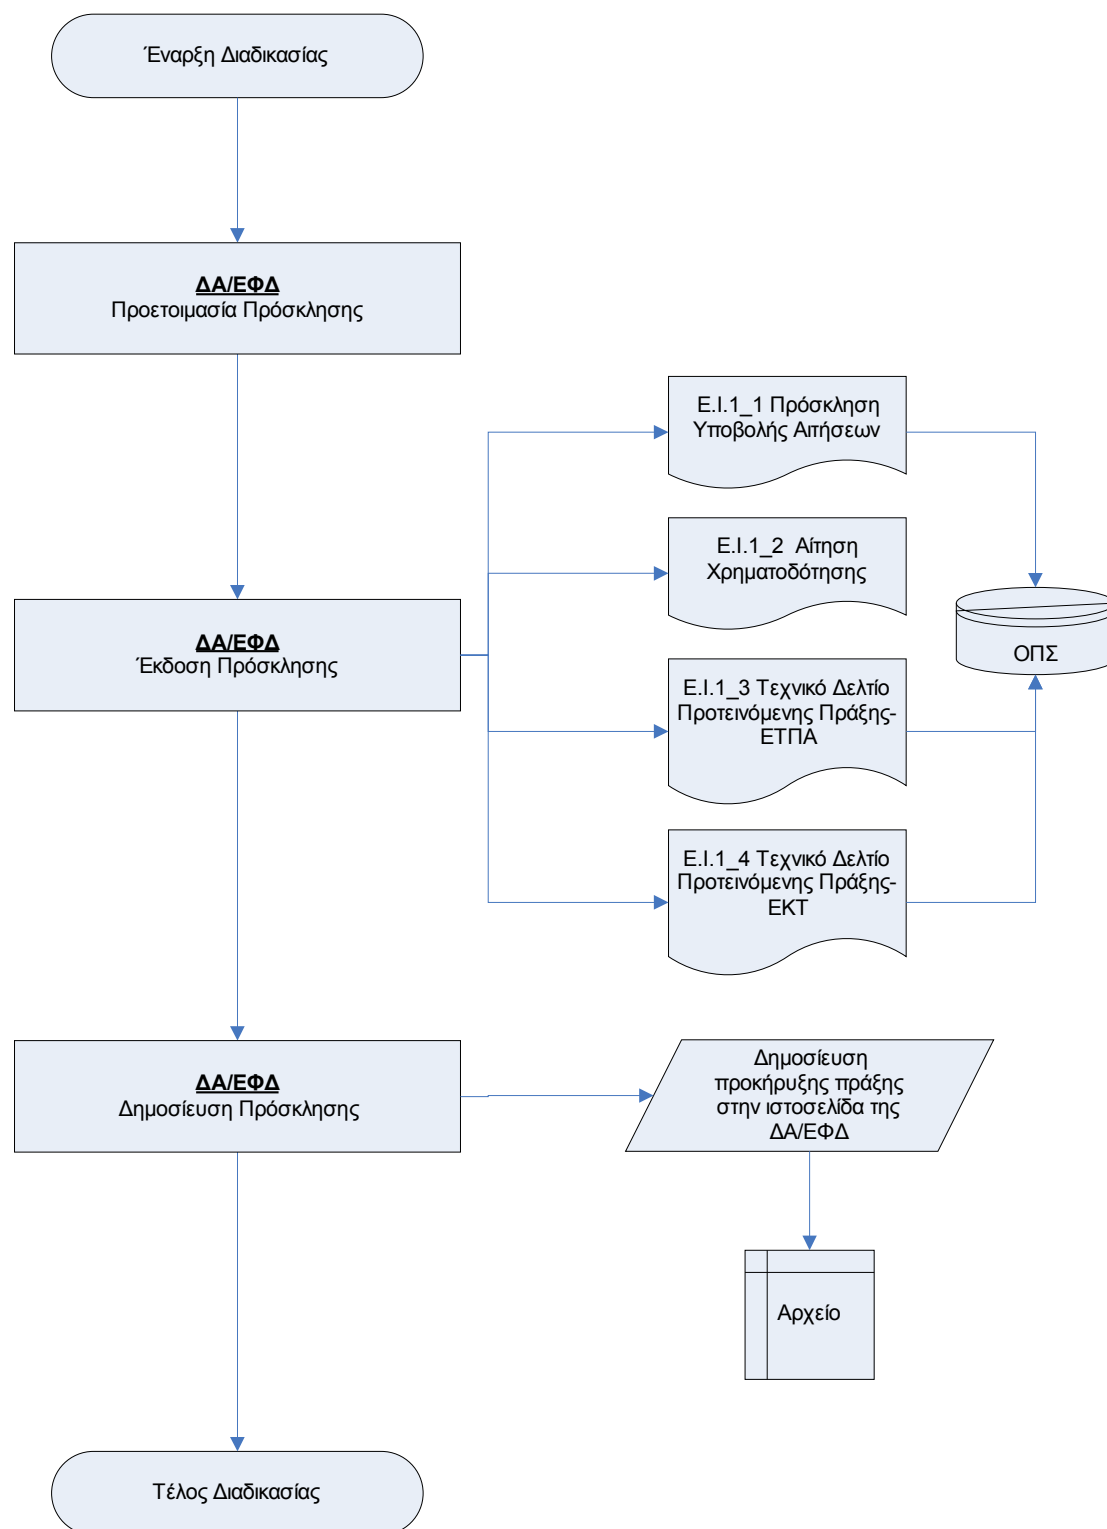 Έναρξη Διαδικασίας
ΔΑ/ΕΦΔ
Προετοιμασία Πρόσκλησης
Ε.Ι.1_1 Πρόσκληση
Υποβολής Αιτήσεων
Ε.Ι.1_2 Αίτηση
Χρηματοδότησης
ΔΑ/ΕΦΔ
Έκδοση Πρόσκλησης
ΟΠΣ
Ε.Ι.1_3 Τεχνικό Δελτίο
Προτεινόμενης Πράξης-
ΕΤΠΑ
Ε.Ι.1_4 Τεχνικό Δελτίο
Προτεινόμενης Πράξης-
ΕΚΤ
ΔΑ/ΕΦΔ
Δημοσίευση Πρόσκλησης
Δημοσίευση
προκήρυξης πράξης
στην ιστοσελίδα της
ΔΑ/ΕΦΔ
Αρχείο
Τέλος Διαδικασίας